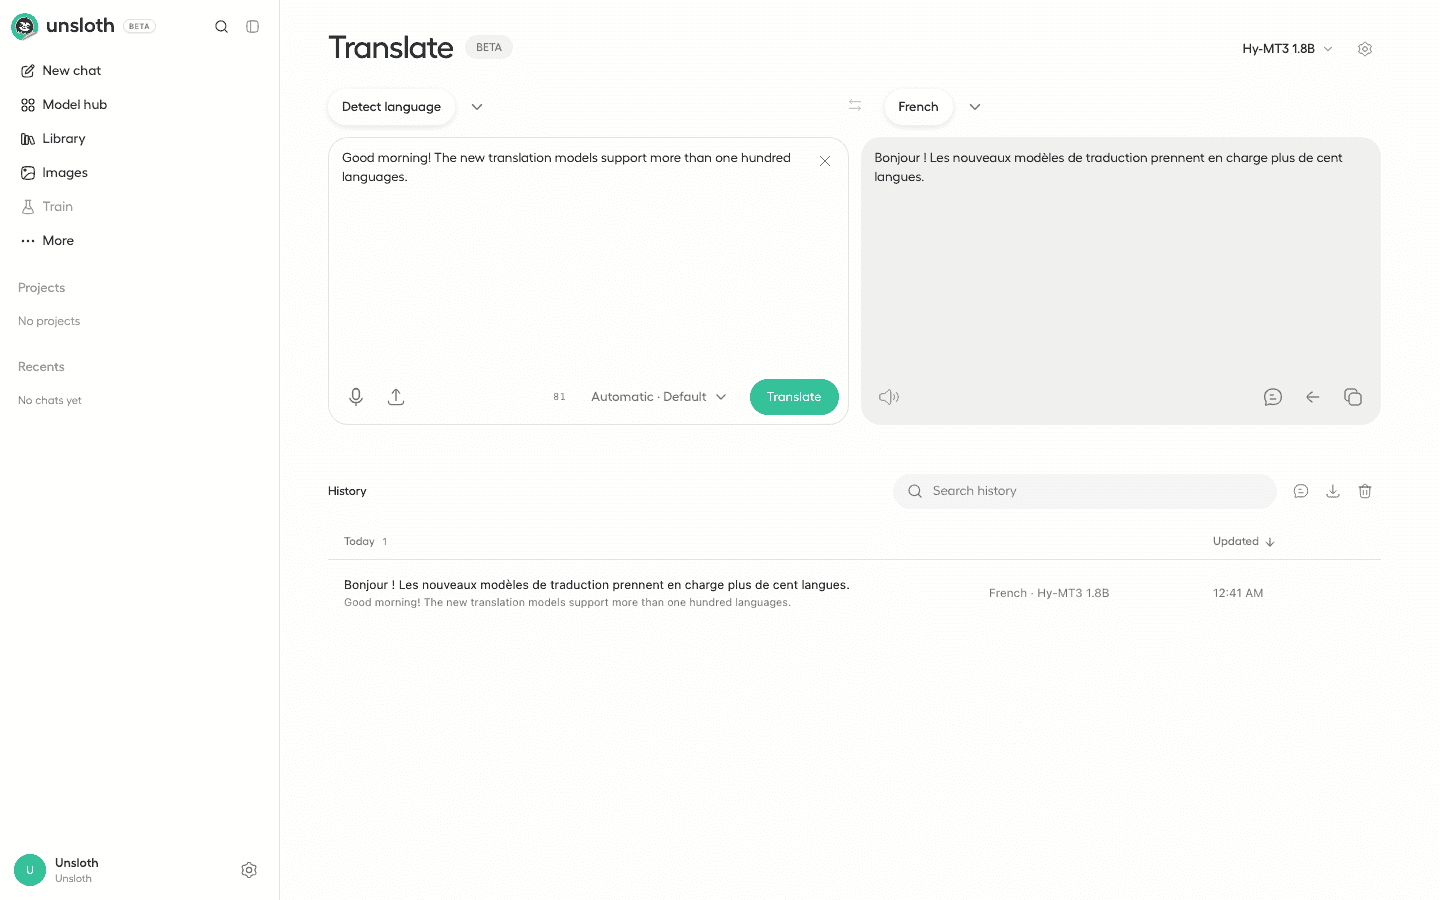 unsloth BETA
New chat
Model hub
Library
Images
Train
More
Projects
No projects
Recents
No chats yet
U
Unsloth
Unsloth
Translate BETA
Hy-MT3 1.8B
Detect language
French
Good morning! The new translation models support more than one hundred
languages.
81 Automatic · Default Translate
Bonjour ! Les nouveaux modèles de traduction prennent en charge plus de cent
langues.
History
Search history
Today 1 Updated
Bonjour ! Les nouveaux modèles de traduction prennent en charge plus de cent langues.
Good morning! The new translation models support more than one hundred languages.
French · Hy-MT3 1.8B
12:41 AM